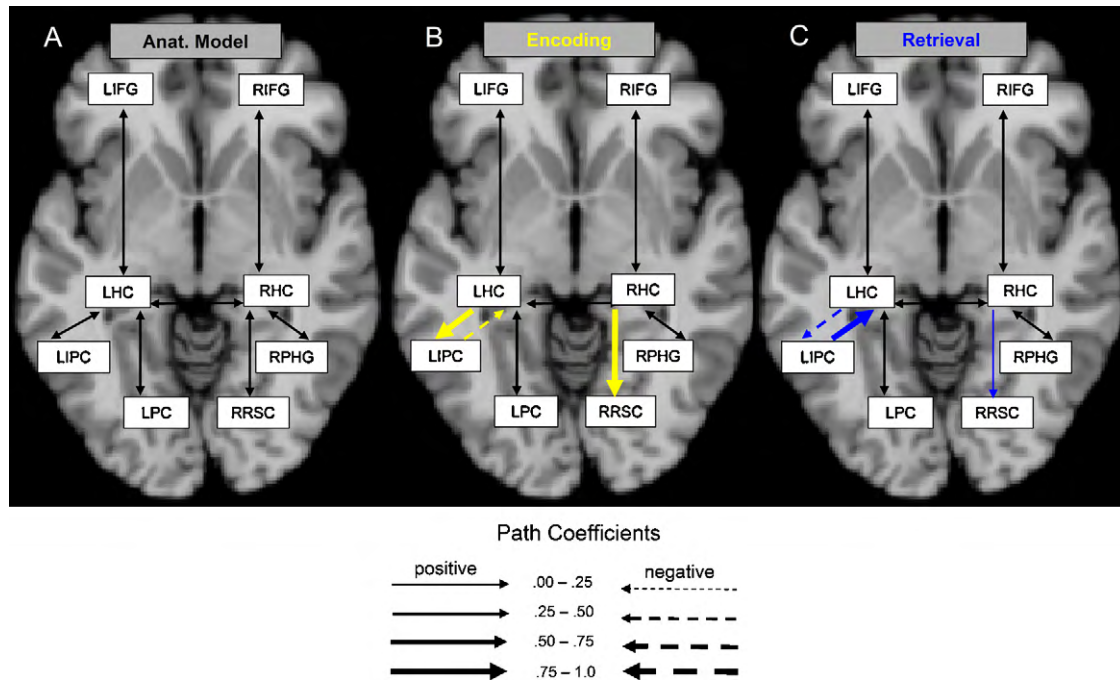 A Anat. Model
B Encoding
C Retrieval
LIFG RIFG
LIFG RIFG
LIFG RIFG
LHC RHC
LHC RHC
LHC RHC
LIPC RPHG
LIPC RPHG
LIPC RPHG
LPC RRSC
LPC RRSC
LPC RRSC
Path Coefficients
positive negative
.00 – .25
.25 – .50
.50 – .75
.75 – 1.0